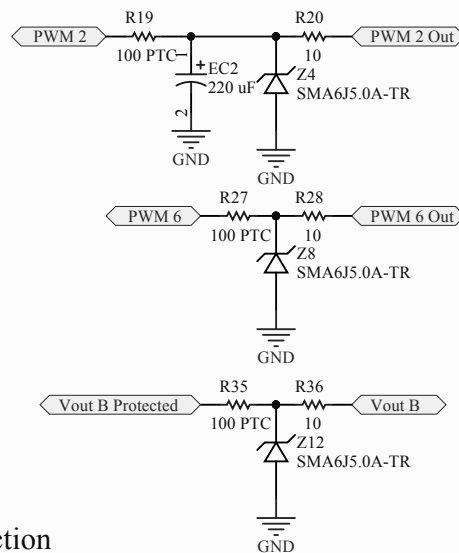 R19 R20
PWM 2 PWM 2 Out
100 PTC 10
1 + EC2 Z4
220 uF SMA6J5.0A-TR
2
GND
GND
R27 R28
PWM 6 PWM 6 Out
100 PTC 10
Z8
SMA6J5.0A-TR
GND
R35 R36
Vout B Protected Vout B
100 PTC 10
Z12
SMA6J5.0A-TR
ction
GND